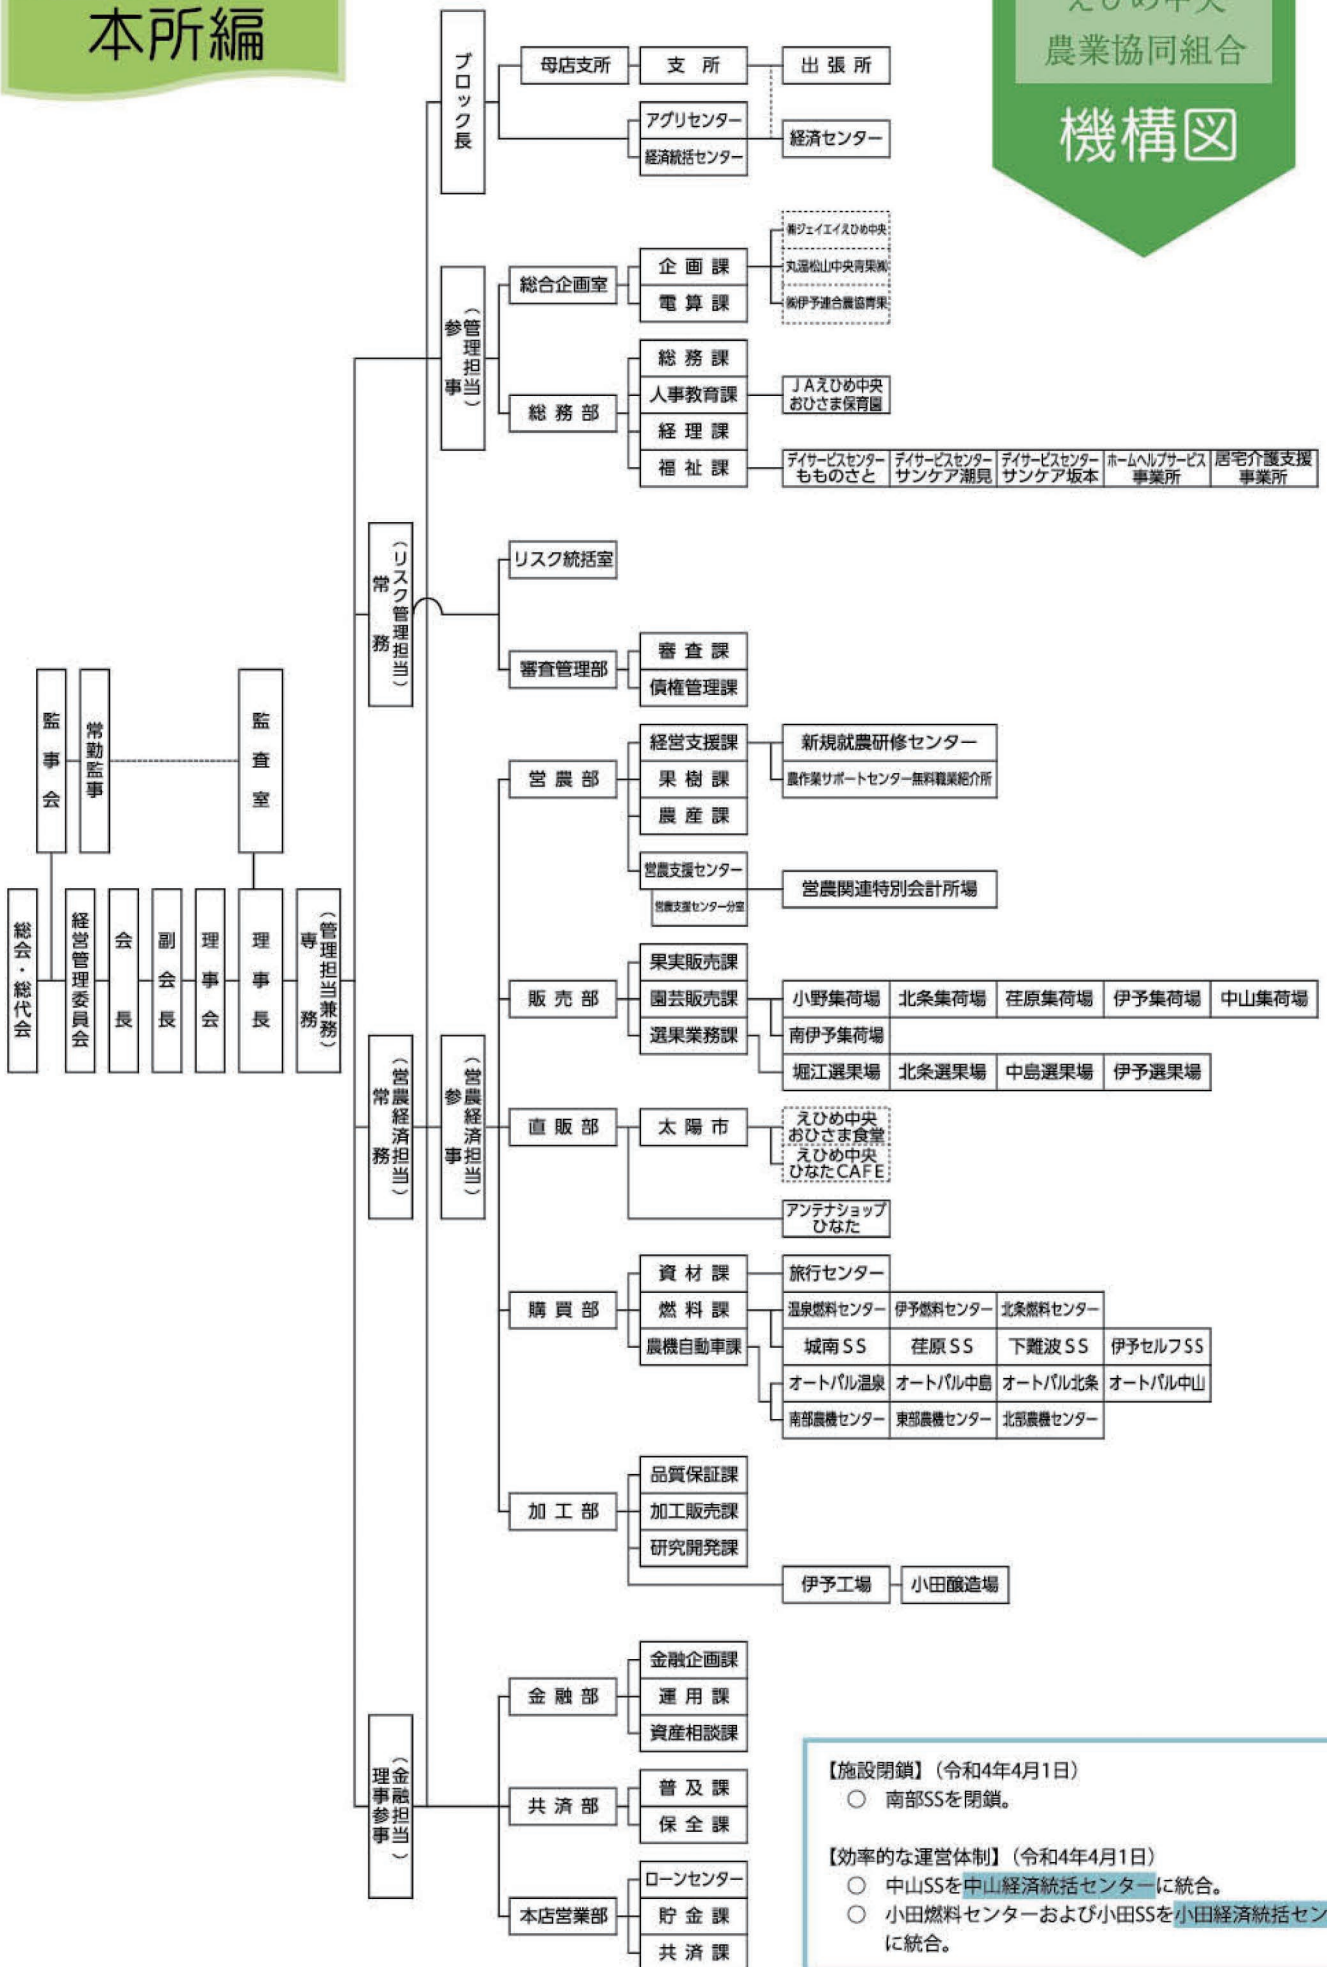 本所編
えひめ中央
農業協同組合
機構図
ブロック長
母店支所
支所
出張所
アグリセンター
経済統括センター
経済センター
参事
（管理担当）
総合企画室
企画課
電算課
㈱ジェイエイえひめ中央
丸温松山中央青果㈱
㈱伊予連合農協青果
総務部
総務課
人事教育課
経理課
福祉課
JAえひめ中央
おひさま保育園
デイサービスセンター
もものさと
デイサービスセンター
サンケア潮見
デイサービスセンター
サンケア坂本
ホームヘルプサービス
事業所
居宅介護支援
事業所
常務
（リスク管理担当）
リスク統括室
審査管理部
審査課
債権管理課
監事会
常勤監事
監査室
総会・総代会
経営管理委員会
会長
副会長
理事会
理事長
専務
（管理担当兼務）
常務
（営農経済担当）
参事
（営農経済担当）
営農部
経営支援課
果樹課
農産課
新規就農研修センター
農作業サポートセンター無料職業紹介所
営農支援センター
営農支援センター分室
営農関連特別会計所場
販売部
果実販売課
園芸販売課
選果業務課
小野集荷場
北条集荷場
荏原集荷場
伊予集荷場
中山集荷場
南伊予集荷場
堀江選果場
北条選果場
中島選果場
伊予選果場
直販部
太陽市
えひめ中央
おひさま食堂
えひめ中央
ひなたCAFE
アンテナショップ
ひなた
購買部
資材課
燃料課
農機自動車課
旅行センター
温泉燃料センター
伊予燃料センター
北条燃料センター
城南SS
荏原SS
下難波SS
伊予セルフSS
オートパル温泉
オートパル中島
オートパル北条
オートパル中山
南部農機センター
東部農機センター
北部農機センター
加工部
品質保証課
加工販売課
研究開発課
伊予工場
小田醸造場
理事参事
（金融担当）
金融部
金融企画課
運用課
資産相談課
共済部
普及課
保全課
本店営業部
ローンセンター
貯金課
共済課
【施設閉鎖】（令和4年4月1日）
○ 南部SSを閉鎖。
【効率的な運営体制】（令和4年4月1日）
○ 中山SSを中山経済統括センターに統合。
○ 小田燃料センターおよび小田SSを小田経済統括セン
に統合。